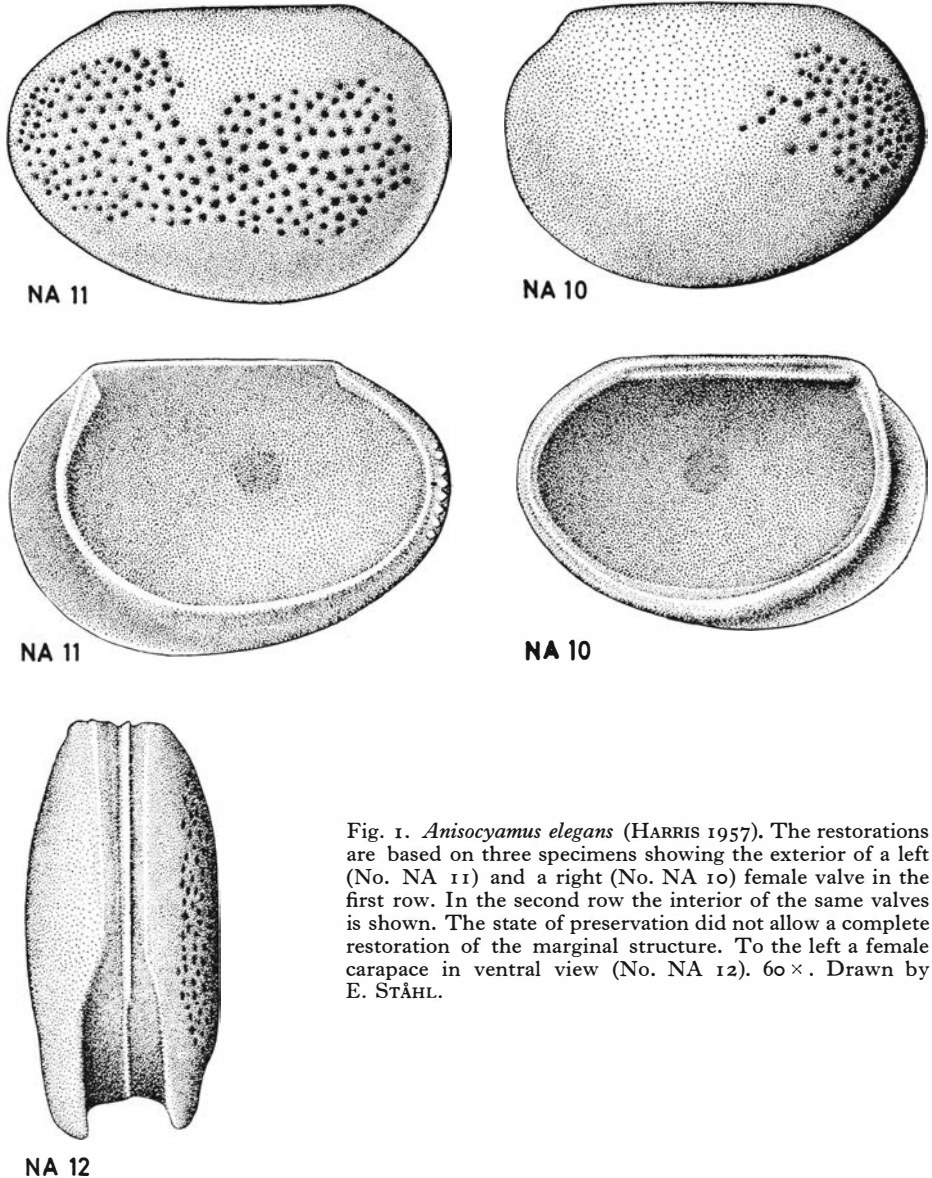 NA 11
NA 10
NA 11
NA 10
NA 12
Fig. 1. Anisocyamus elegans (HARRIS 1957). The restorations
are based on three specimens showing the exterior of a left
(No. NA 11) and a right (No. NA 10) female valve in the
first row. In the second row the interior of the same valves
is shown. The state of preservation did not allow a complete
restoration of the marginal structure. To the left a female
carapace in ventral view (No. NA 12). 60 ×. Drawn by
E. STÅHL.